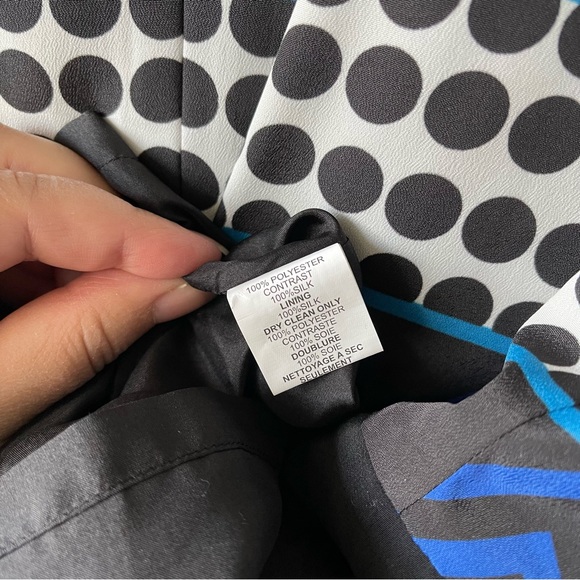 100% POLYESTER
CONTRAST
100%SILK
LINING
100%SILK
DRY CLEAN ONLY
100% POLYESTER
CONTRASTE
100% SOIE
DOUBLURE
100% SOIE
NETTOYAGE A SEC
SEULEMENT